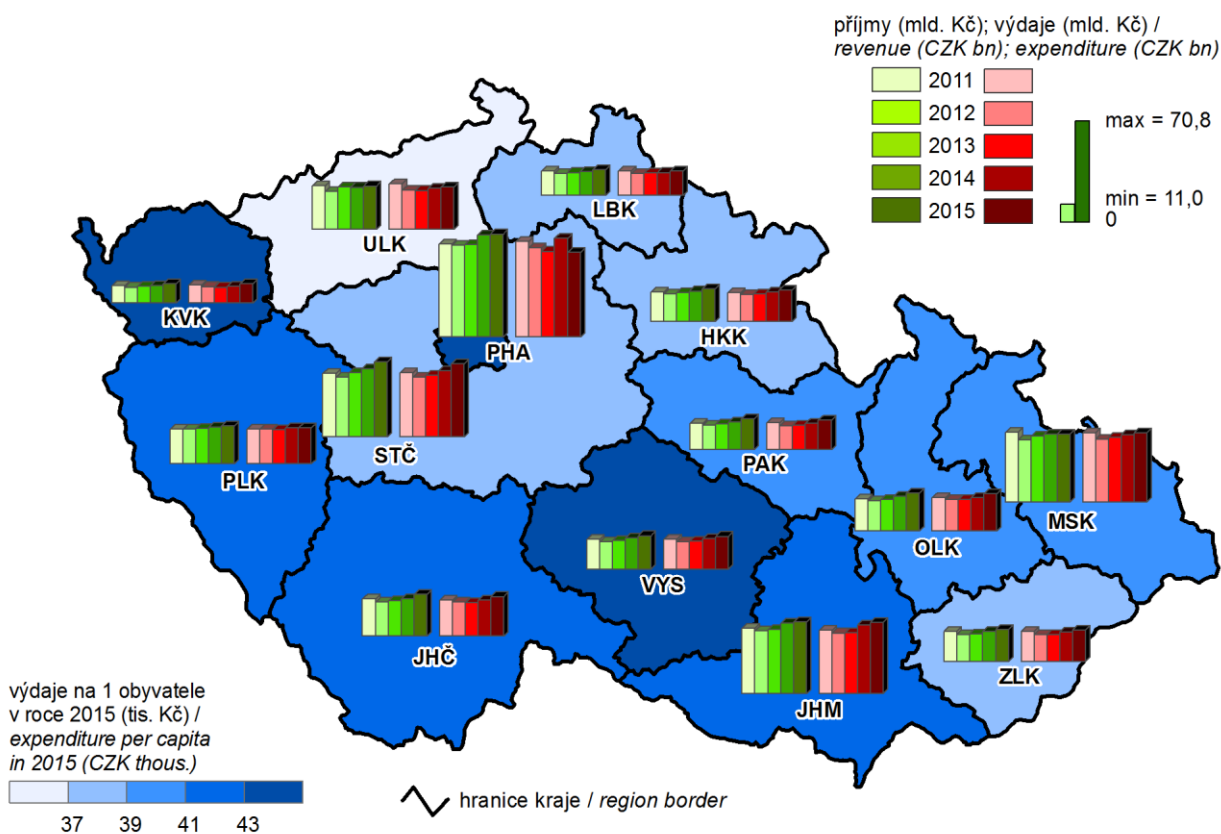 příjmy (mld. Kč); výdaje (mld. Kč) /
revenue (CZK bn); expenditure (CZK bn)
2011
2012
2013
2014
2015
max = 70,8
min = 11,0
0
LBK
ULK
KVK
PHA
HKK
STČ
PAK
PLK
MSK
OLK
VYS
JHČ
ZLK
JHM
výdaje na 1 obyvatele
v roce 2015 (tis. Kč) /
expenditure per capita
in 2015 (CZK thous.)
37 39 41 43
hranice kraje / region border